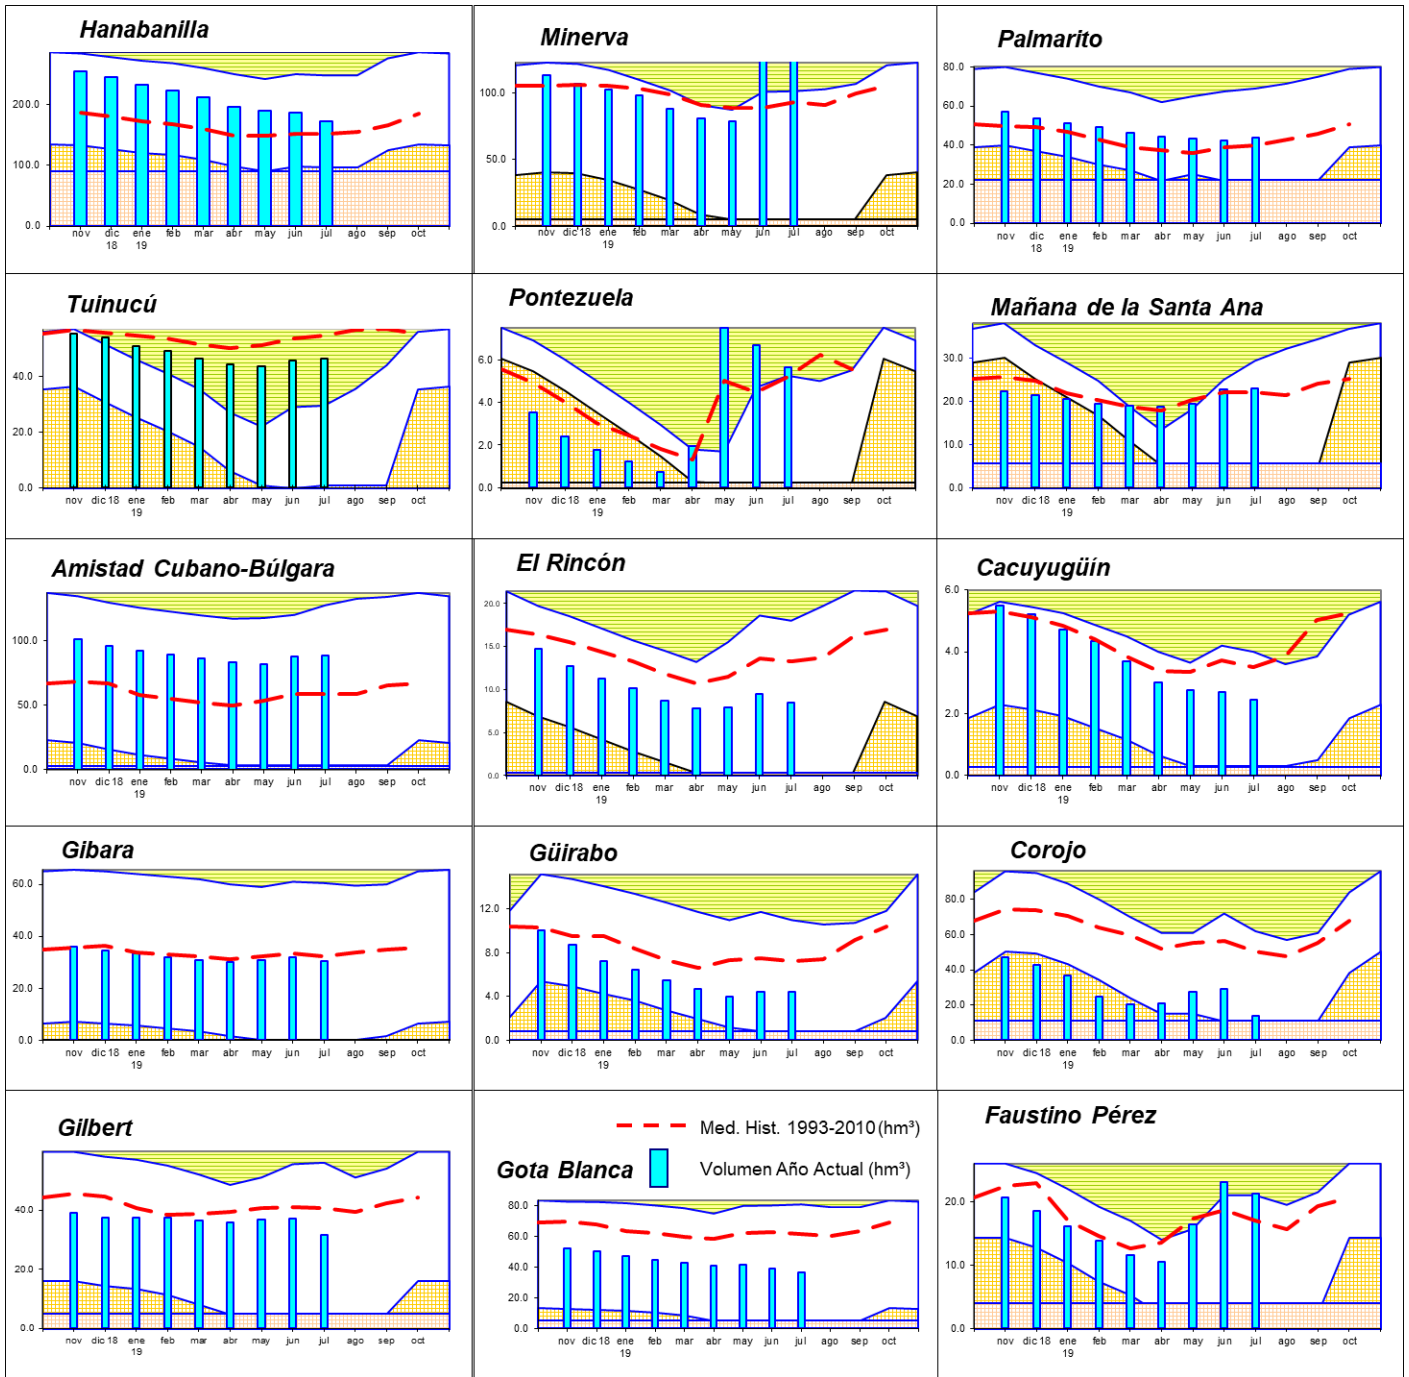 Hanabanilla
200.0
100.0
0.0
nov dic ene feb mar abr may jun jul ago sep oct
18 19
Minerva
100.0
50.0
0.0
nov dic 18 ene feb mar abr may jun jul ago sep oct
19
Palmarito
80.0
60.0
40.0
20.0
0.0
nov dic ene feb mar abr may jun jul ago sep oct
18 19
Tuinucú
40.0
20.0
0.0
nov dic 18 ene feb mar abr may jun jul ago sep oct
19
Pontezuela
6.0
4.0
2.0
0.0
nov dic 18 ene feb mar abr may jun jul ago sep oct
19
Mañana de la Santa Ana
30.0
20.0
10.0
0.0
nov dic 18 ene feb mar abr may jun jul ago sep oct
19
Amistad Cubano-Búlgara
100.0
50.0
0.0
nov dic 18 ene feb mar abr may jun jul ago sep oct
19
El Rincón
20.0
15.0
10.0
5.0
0.0
nov dic 18 ene feb mar abr may jun jul ago sep oct
19
Cacuyugüín
6.0
4.0
2.0
0.0
nov dic 18 ene feb mar abr may jun jul ago sep oct
19
Gibara
60.0
40.0
20.0
0.0
nov dic 18 ene feb mar abr may jun jul ago sep oct
19
Güirabo
12.0
8.0
4.0
0.0
nov dic 18 ene feb mar abr may jun jul ago sep oct
19
Corojo
80.0
60.0
40.0
20.0
0.0
nov dic 18 ene feb mar abr may jun jul ago sep oct
19
Gilbert
40.0
20.0
0.0
nov dic 18 ene feb mar abr may jun jul ago sep oct
19
Med. Hist. 1993-2010 (hm³)
Gota Blanca
Volumen Año Actual (hm³)
80.0
60.0
40.0
20.0
0.0
nov dic 18 ene feb mar abr may jun jul ago sep oct
19
Faustino Pérez
20.0
10.0
0.0
nov dic 18 ene feb mar abr may jun jul ago sep oct
19